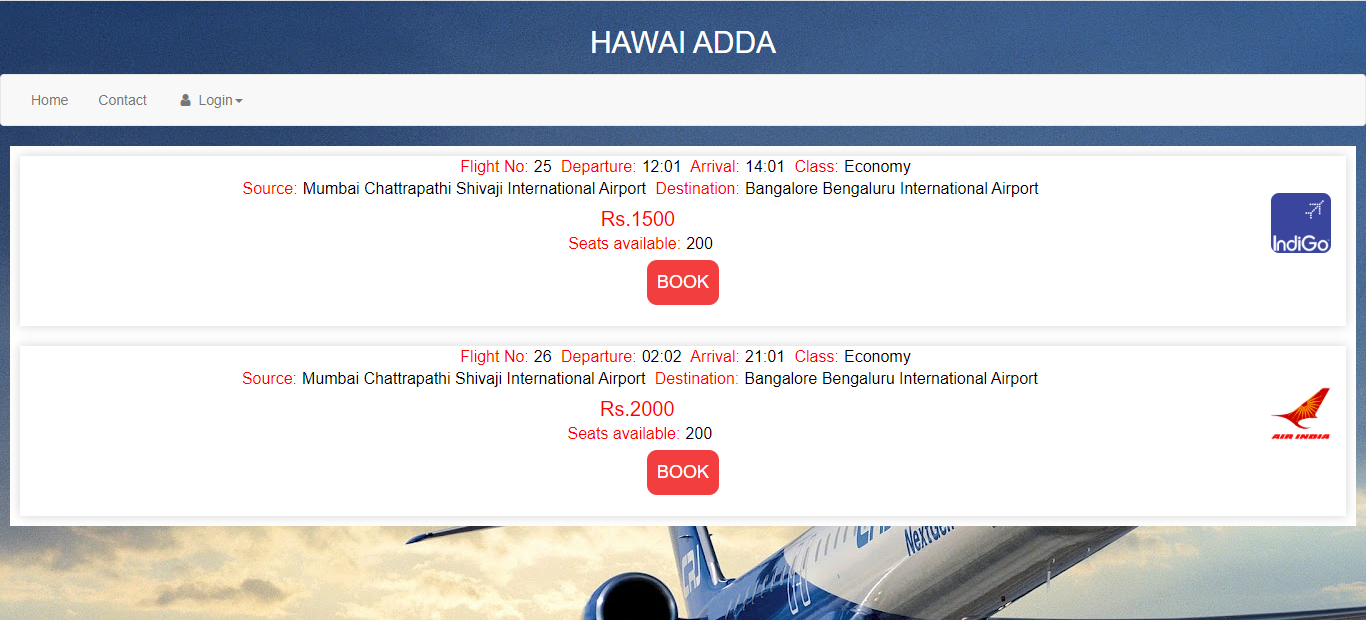 HAWAI ADDA
Home Contact Login
Flight No: 25 Departure: 12:01 Arrival: 14:01 Class: Economy
Source: Mumbai Chattrapathi Shivaji International Airport Destination: Bangalore Bengaluru International Airport
Rs.1500
Seats available: 200
IndiGo
BOOK
Flight No: 26 Departure: 02:02 Arrival: 21:01 Class: Economy
Source: Mumbai Chattrapathi Shivaji International Airport Destination: Bangalore Bengaluru International Airport
Rs.2000
Seats available: 200
AIR INDIA
BOOK
NextGen